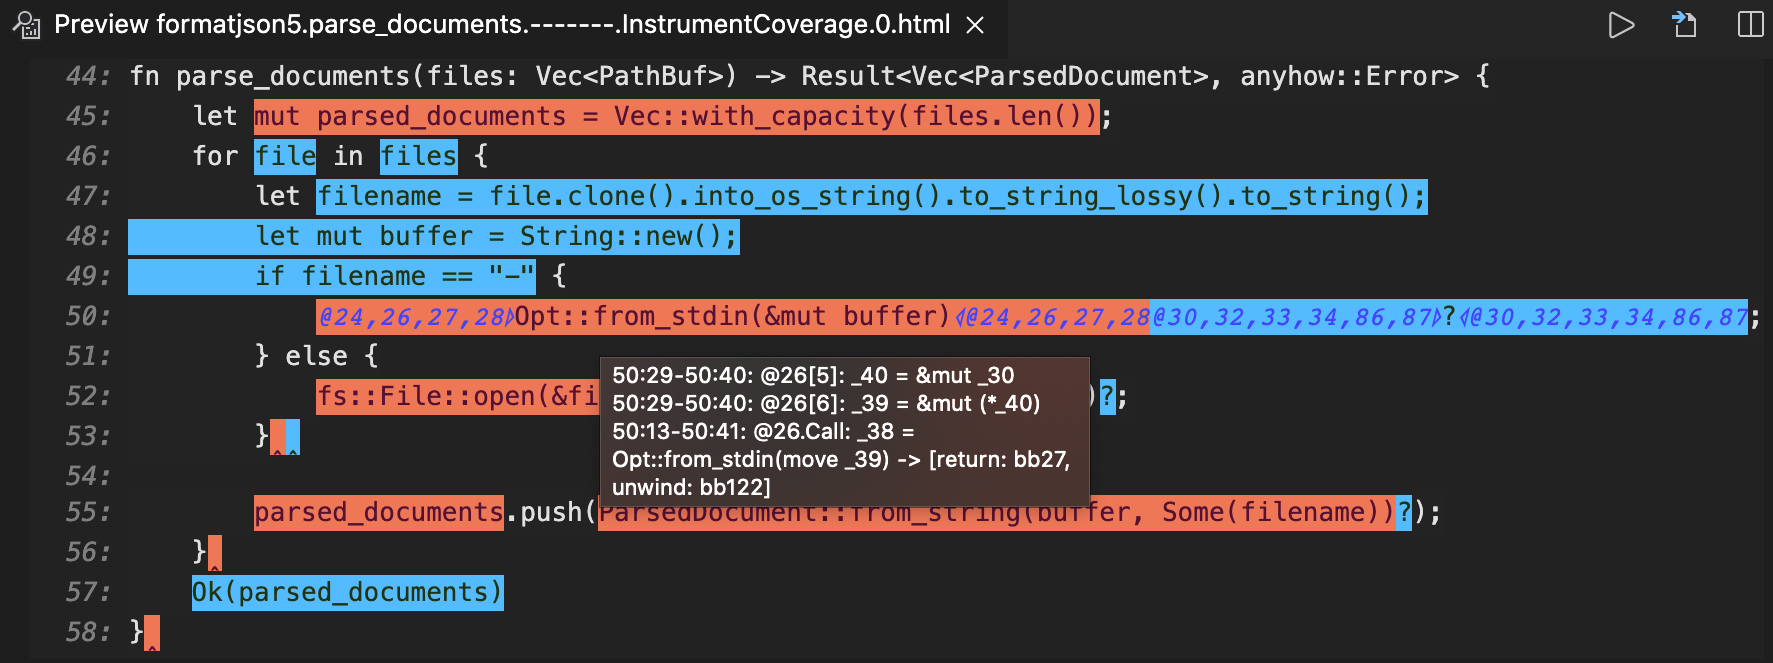 Preview formatjson5.parse_documents.-------.InstrumentCoverage.0.html ×
44: fn parse_documents(files: Vec<PathBuf>) -> Result<Vec<ParsedDocument>, anyhow::Error> {
45: let mut parsed_documents = Vec::with_capacity(files.len());
46: for file in files {
47: let filename = file.clone().into_os_string().to_string_lossy().to_string();
48: let mut buffer = String::new();
49: if filename == "-" {
50: @24,26,27,28⦊Opt::from_stdin(&mut buffer)⦉@24,26,27,28@30,32,33,34,86,87⦊?⦉@30,32,33,34,86,87;
51: } else {
50:29-50:40: @26[5]: _40 = &mut _30
52: fs::File::open(&fi )?;
50:29-50:40: @26[6]: _39 = &mut (*_40)
53: }‸‸
50:13-50:41: @26.Call: _38 =
Opt::from_stdin(move _39) -> [return: bb27,
54:
unwind: bb122]
55: parsed_documents.push(ParsedDocument::from_string(buffer, Some(filename))?);
56: }‸
57: Ok(parsed_documents)
58: }‸